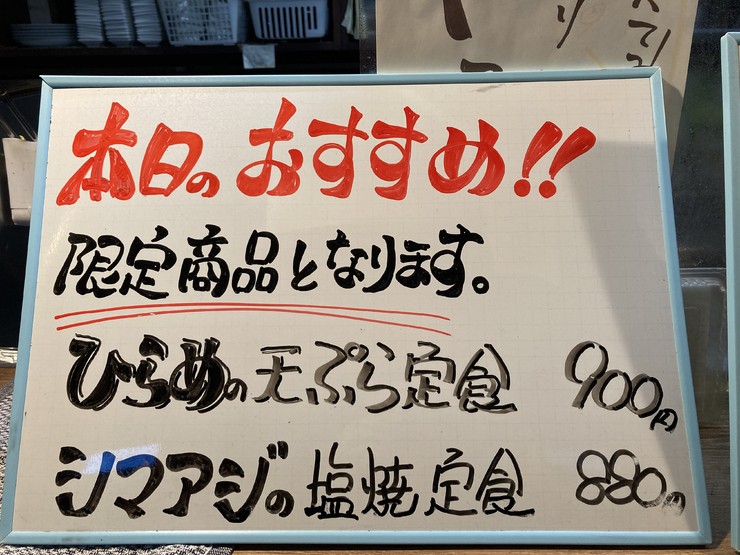 本日のおすすめ!!
限定商品となります。
ひらめの天ぷら定食 900円
シマアジの塩焼定食 880円